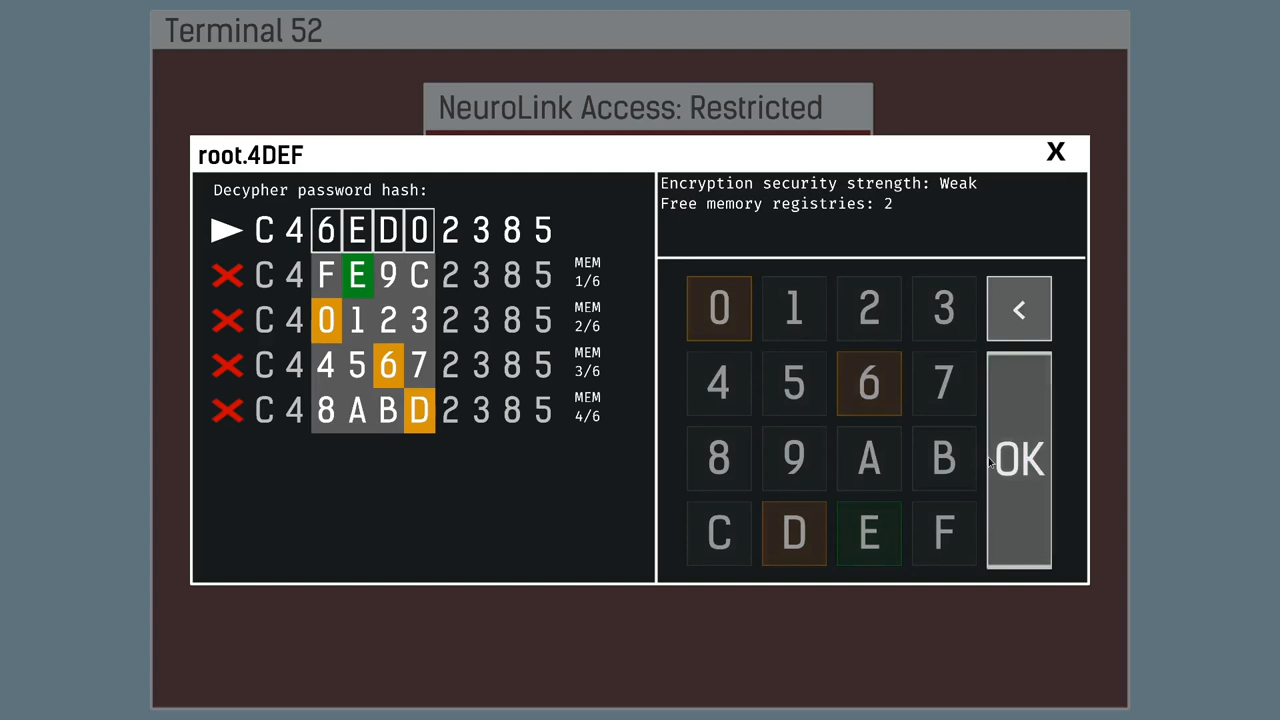 Terminal 52
NeuroLink Access: Restricted
root.4DEF X
Decypher password hash:
C 4 6 E D 0 2 3 8 5
C 4 F E 9 C 2 3 8 5 MEM 1/6
C 4 0 1 2 3 2 3 8 5 MEM 2/6
C 4 4 5 6 7 2 3 8 5 MEM 3/6
C 4 8 A B D 2 3 8 5 MEM 4/6
Encryption security strength: Weak
Free memory registries: 2
0 1 2 3 <
4 5 6 7
8 9 A B OK
C D E F